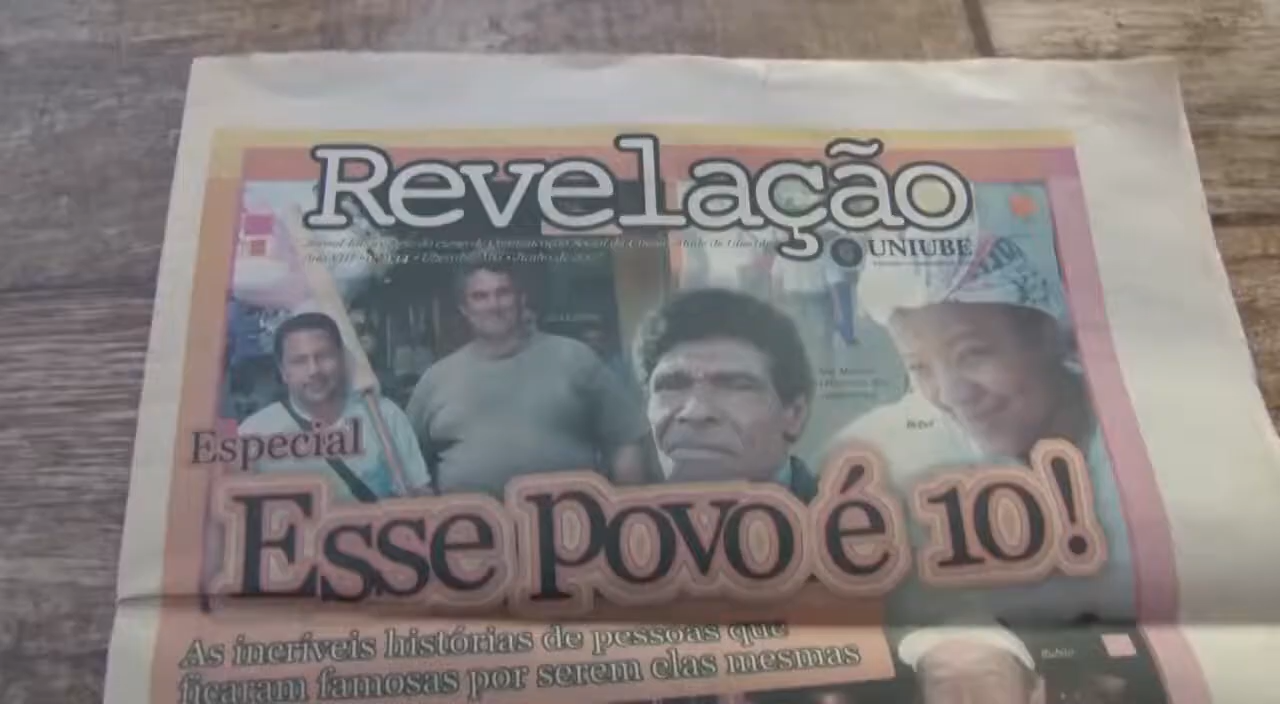 Revelação
UNIUBE
Especial
Esse povo é 10!
As incríveis histórias de pessoas que
ficaram famosas por serem elas mesmas